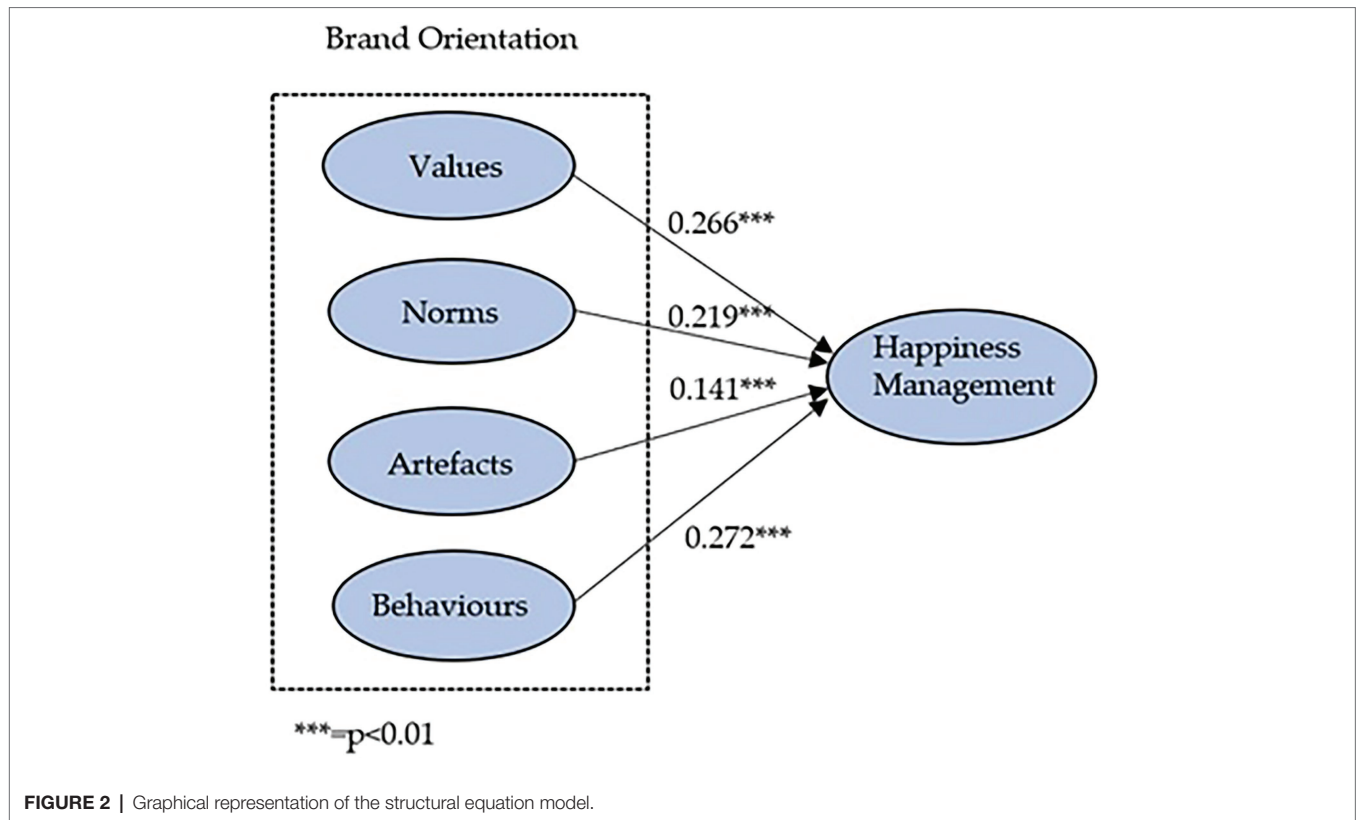 Brand Orientation
Values
0.266***
Norms
0.219***
Happiness
Management
0.141***
Artefacts
0.272***
Behaviours
***=p<0.01
FIGURE 2 | Graphical representation of the structural equation model.